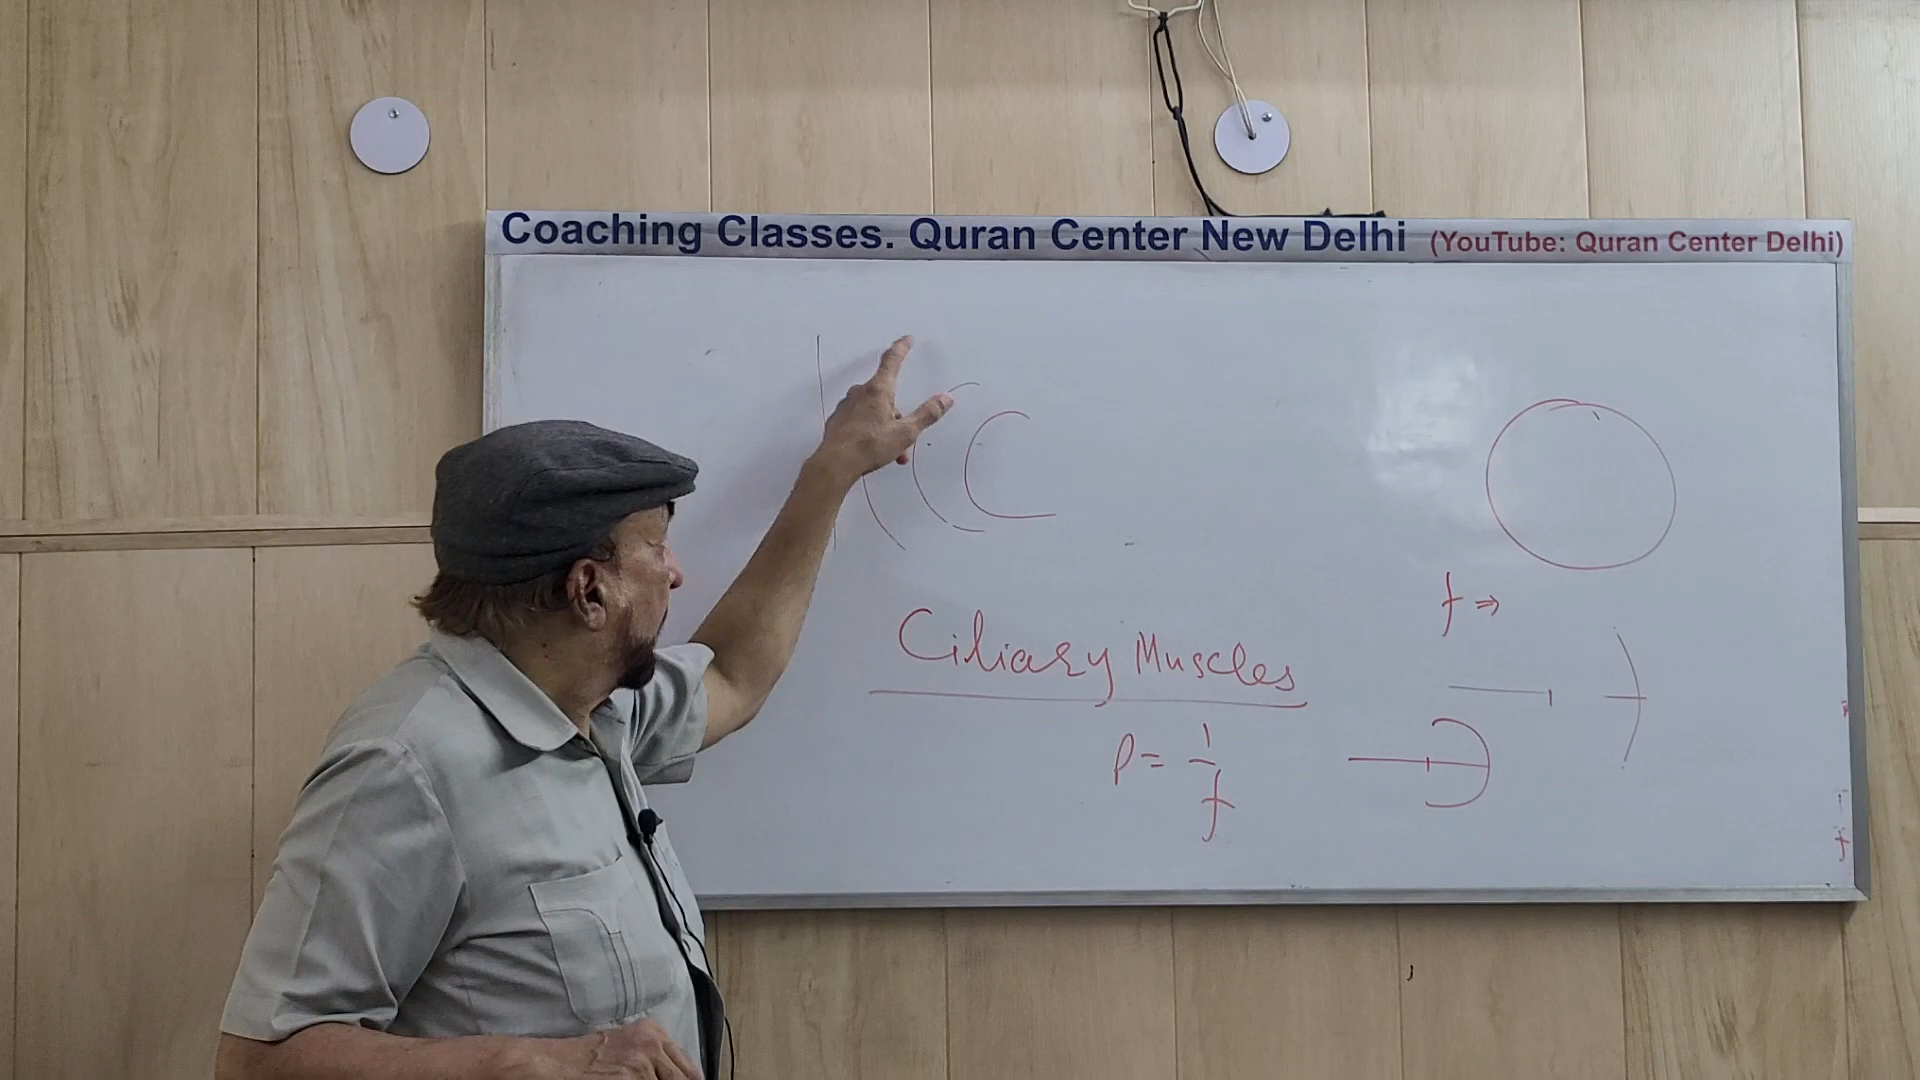 Coaching Classes. Quran Center New Delhi (YouTube: Quran Center Delhi)
f ⇒
Ciliary Muscles
P = 1/f